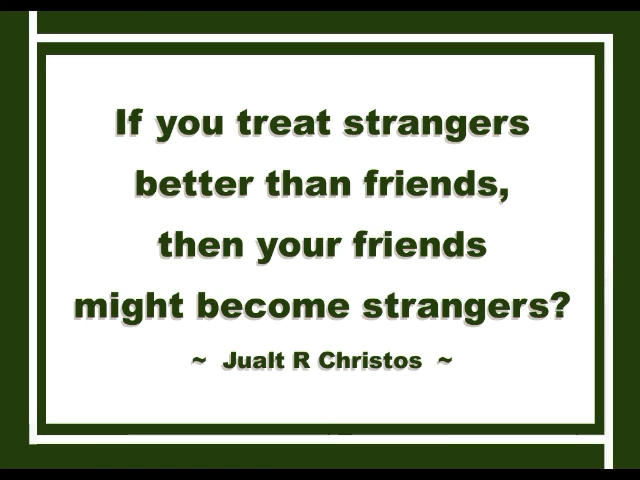 If you treat strangers
better than friends,
then your friends
might become strangers?
~ Jualt R Christos ~